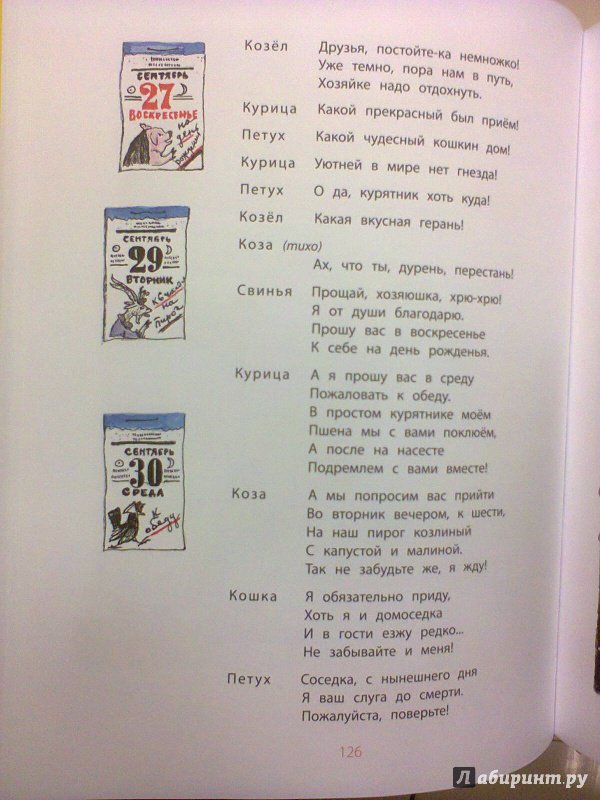 Козёл Друзья, постойте-ка немножко!
Уже темно, пора нам в путь,
Хозяйке надо отдохнуть.
Курица Какой прекрасный был приём!
Петух Какой чудесный кошкин дом!
Курица Уютней в мире нет гнезда!
Петух О да, курятник хоть куда!
Козёл Какая вкусная герань!
Коза (тихо)
Ах, что ты, дурень, перестань!
Свинья Прощай, хозяюшка, хрю-хрю!
Я от души благодарю.
Прошу вас в воскресенье
К себе на день рожденья.
Курица А я прошу вас в среду
Пожаловать к обеду.
В простом курятнике моём
Пшена мы с вами поклюём,
А после на насесте
Подремлем с вами вместе!
Коза А мы попросим вас прийти
Во вторник вечером, к шести,
На наш пирог козлиный
С капустой и малиной.
Так не забудьте же, я жду!
Кошка Я обязательно приду,
Хоть я и домоседка
И в гости езжу редко...
Не забывайте и меня!
Петух Соседка, с нынешнего дня
Я ваш слуга до смерти.
Пожалуйста, поверьте!
126
СЕНТЯБРЬ
27
ВОСКРЕСЕНЬЕ
на
день
рождения
СЕНТЯБРЬ
29
ВТОРНИК
на
пирог
СЕНТЯБРЬ
30
СРЕДА
к
обеду
Лабиринт.ру